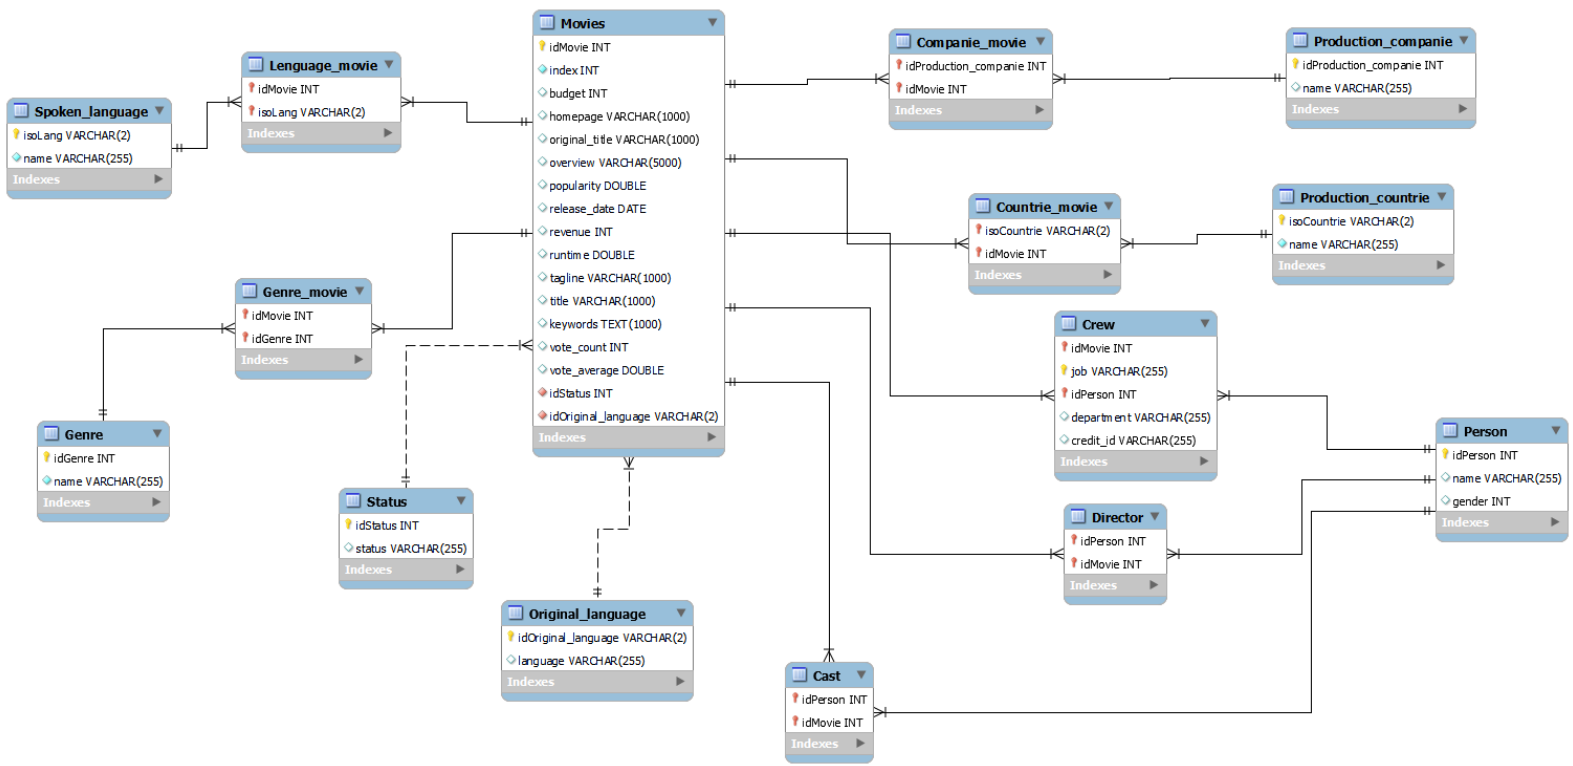 Movies
idMovie INT
index INT
budget INT
homepage VARCHAR(1000)
original_title VARCHAR(1000)
overview VARCHAR(5000)
popularity DOUBLE
release_date DATE
revenue INT
runtime DOUBLE
tagline VARCHAR(1000)
title VARCHAR(1000)
keywords TEXT(1000)
vote_count INT
vote_average DOUBLE
idStatus INT
idOriginal_language VARCHAR(2)
Indexes
Lenguage_movie
idMovie INT
isoLang VARCHAR(2)
Indexes
Spoken_language
isoLang VARCHAR(2)
name VARCHAR(255)
Indexes
Genre_movie
idMovie INT
idGenre INT
Indexes
Genre
idGenre INT
name VARCHAR(255)
Indexes
Status
idStatus INT
status VARCHAR(255)
Indexes
Original_language
idOriginal_language VARCHAR(2)
language VARCHAR(255)
Indexes
Companie_movie
idProduction_companie INT
idMovie INT
Indexes
Production_companie
idProduction_companie INT
name VARCHAR(255)
Indexes
Countrie_movie
isoCountrie VARCHAR(2)
idMovie INT
Indexes
Production_countrie
isoCountrie VARCHAR(2)
name VARCHAR(255)
Indexes
Crew
idMovie INT
job VARCHAR(255)
idPerson INT
department VARCHAR(255)
credit_id VARCHAR(255)
Indexes
Person
idPerson INT
name VARCHAR(255)
gender INT
Indexes
Director
idPerson INT
idMovie INT
Indexes
Cast
idPerson INT
idMovie INT
Indexes